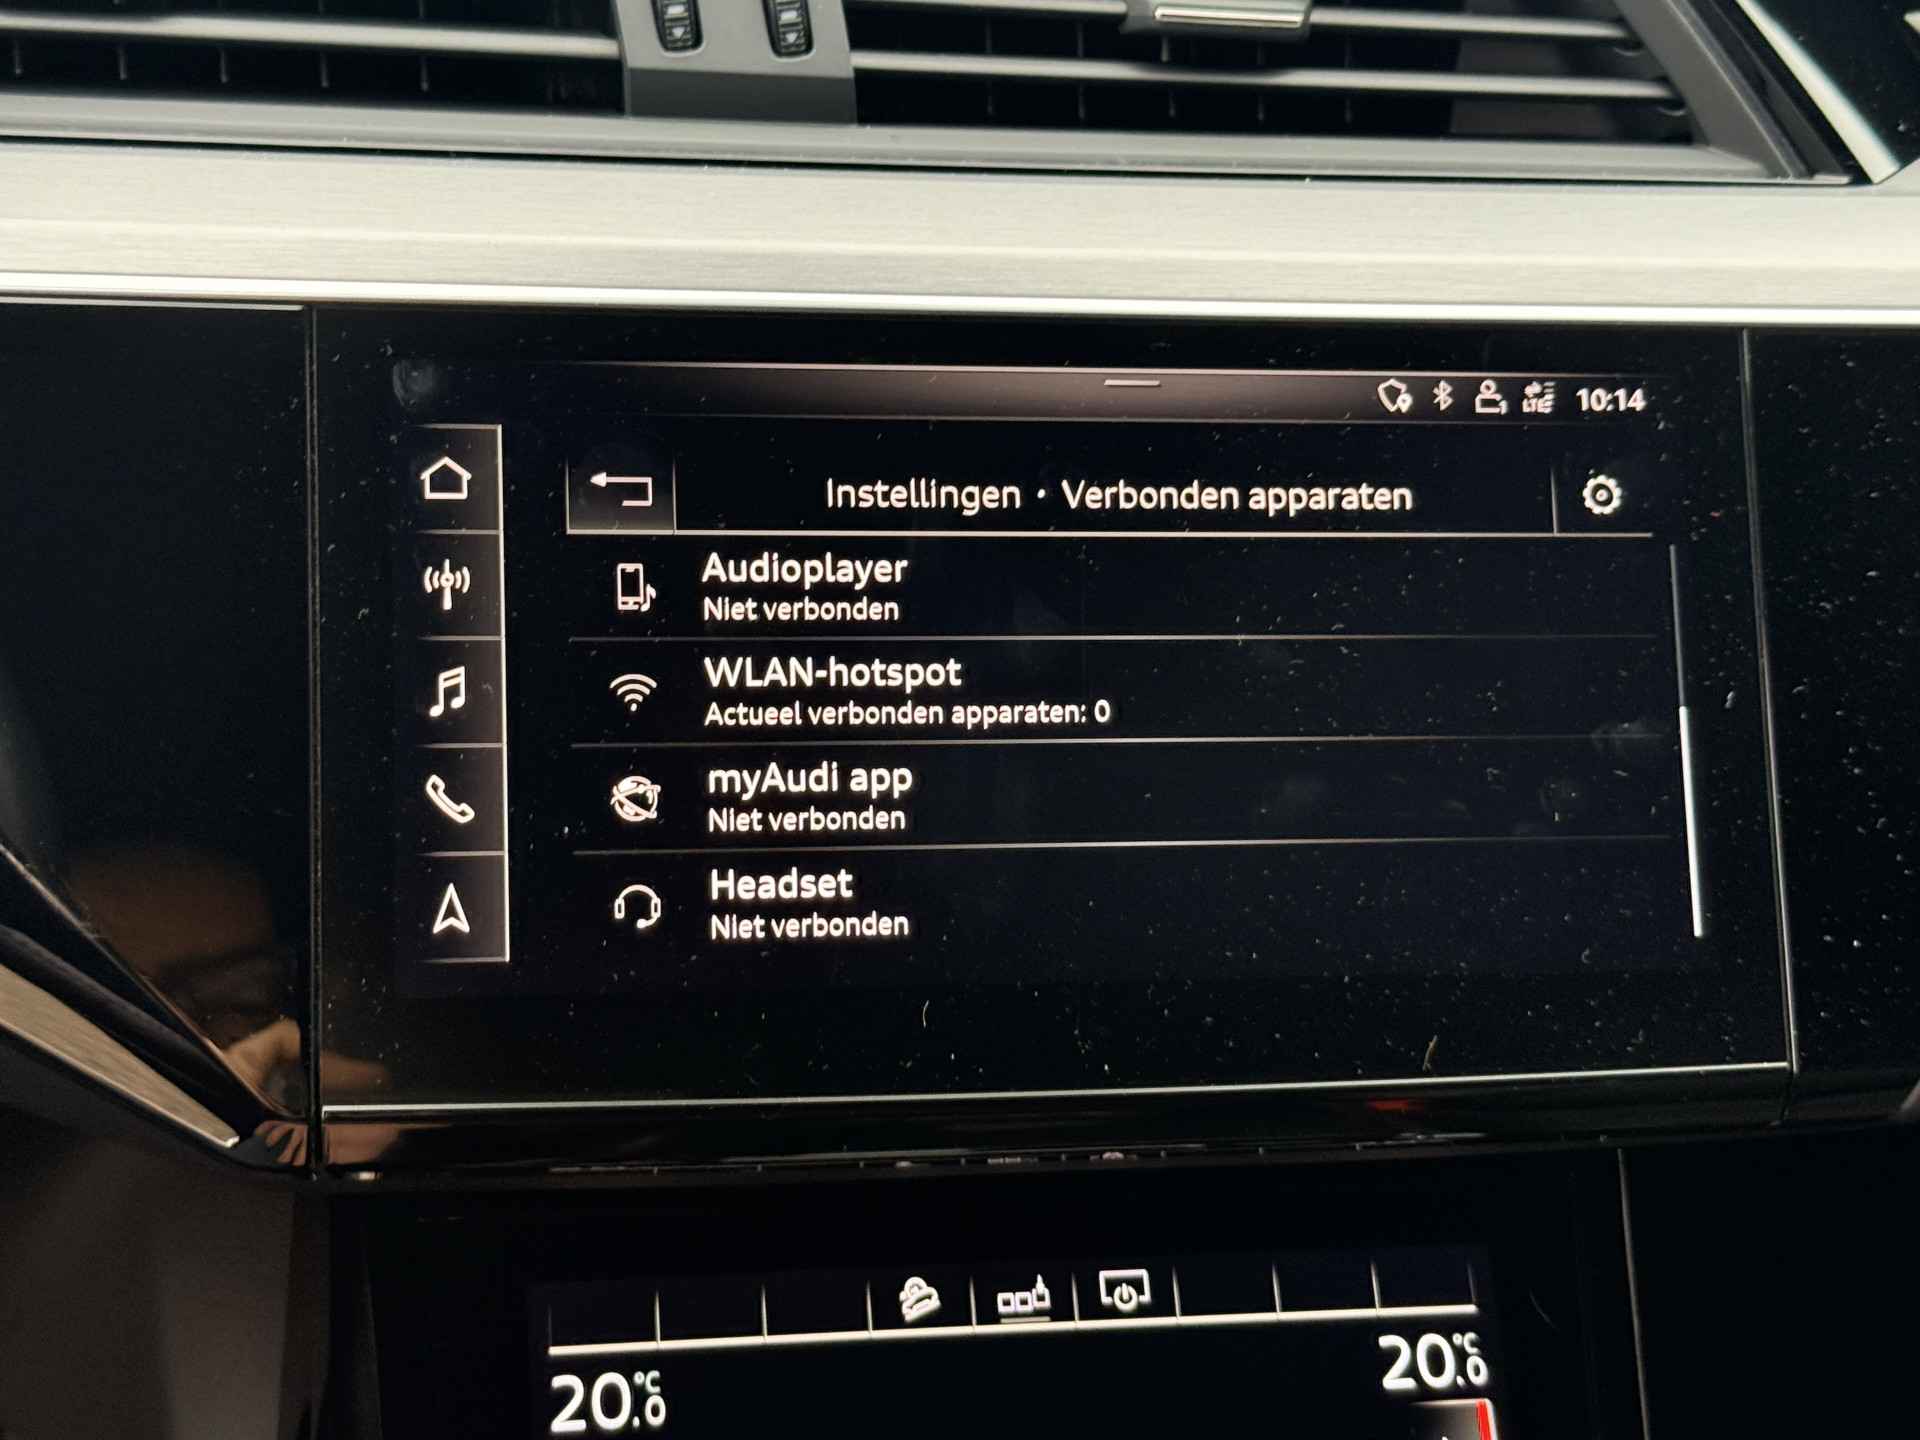 LTE 10:14
Instellingen • Verbonden apparaten
Audioplayer
Niet verbonden
WLAN-hotspot
Actueel verbonden apparaten: 0
myAudi app
Niet verbonden
Headset
Niet verbonden
20.0 °C
20.0 °C